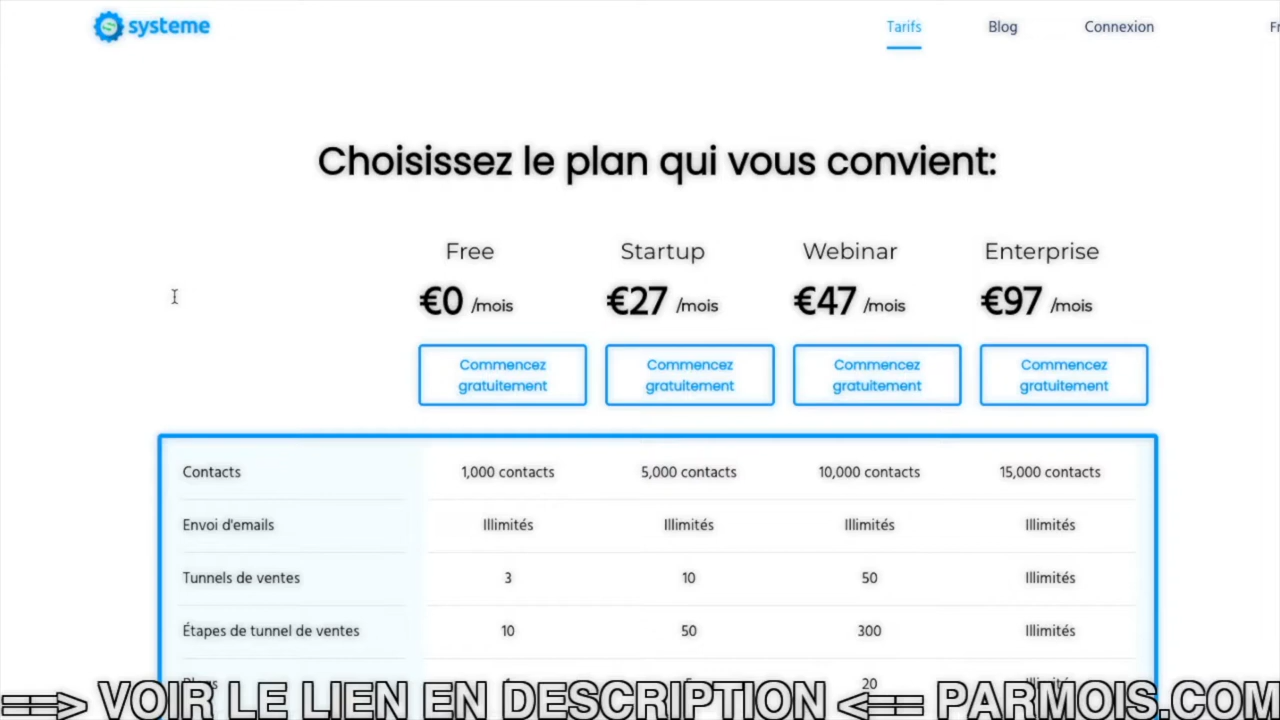 systeme Tarifs Blog Connexion Fr
Choisissez le plan qui vous convient:
Free Startup Webinar Enterprise
€0 /mois €27 /mois €47 /mois €97 /mois
Commencez Commencez Commencez Commencez
gratuitement gratuitement gratuitement gratuitement
Contacts 1,000 contacts 5,000 contacts 10,000 contacts 15,000 contacts
Envoi d'emails Illimités Illimités Illimités Illimités
Tunnels de ventes 3 10 50 Illimités
Étapes de tunnel de ventes 10 50 300 Illimités
20
==> VOIR LE LIEN EN DESCRIPTION <== PARMOIS.COM